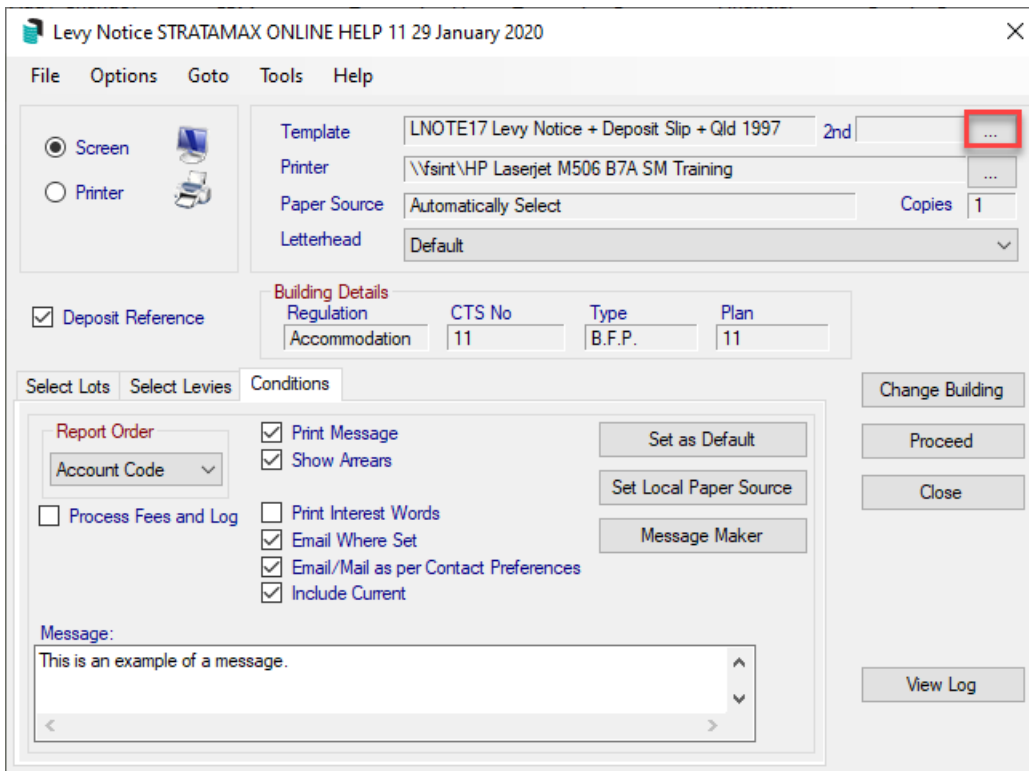 Levy Notice STRATAMAX ONLINE HELP 11 29 January 2020
File Options Goto Tools Help
Screen
Printer
Template LNOTE17 Levy Notice + Deposit Slip + Qld 1997 2nd ...
Printer \\fsint\HP Laserjet M506 B7A SM Training ...
Paper Source Automatically Select Copies 1
Letterhead Default
Deposit Reference
Building Details
Regulation CTS No Type Plan
Accommodation 11 B.F.P. 11
Select Lots Select Levies Conditions
Change Building
Report Order
Account Code
Process Fees and Log
Print Message
Show Arrears
Print Interest Words
Email Where Set
Email/Mail as per Contact Preferences
Include Current
Set as Default
Set Local Paper Source
Message Maker
Proceed
Close
Message:
This is an example of a message.
View Log